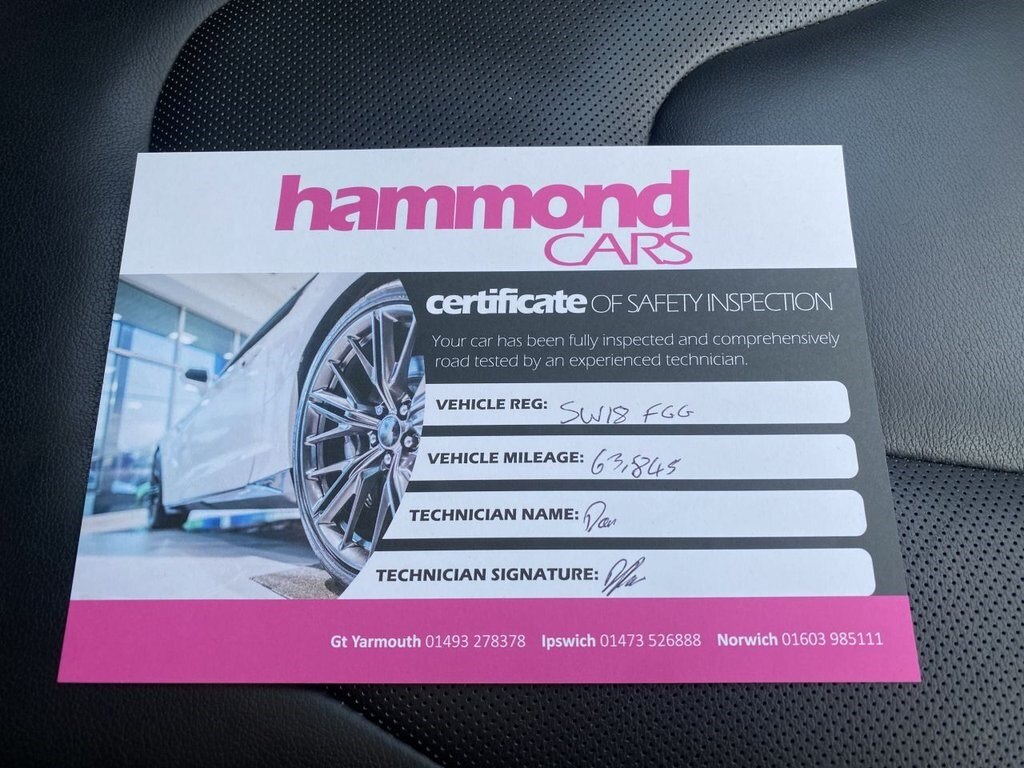 hammond
CARS
certificate OF SAFETY INSPECTION
Your car has been fully inspected and comprehensively
road tested by an experienced technician.
VEHICLE REG: SW18 FGG
VEHICLE MILEAGE: 63,845
TECHNICIAN NAME: Dan
TECHNICIAN SIGNATURE:
Gt Yarmouth 01493 278378 Ipswich 01473 526888 Norwich 01603 985111